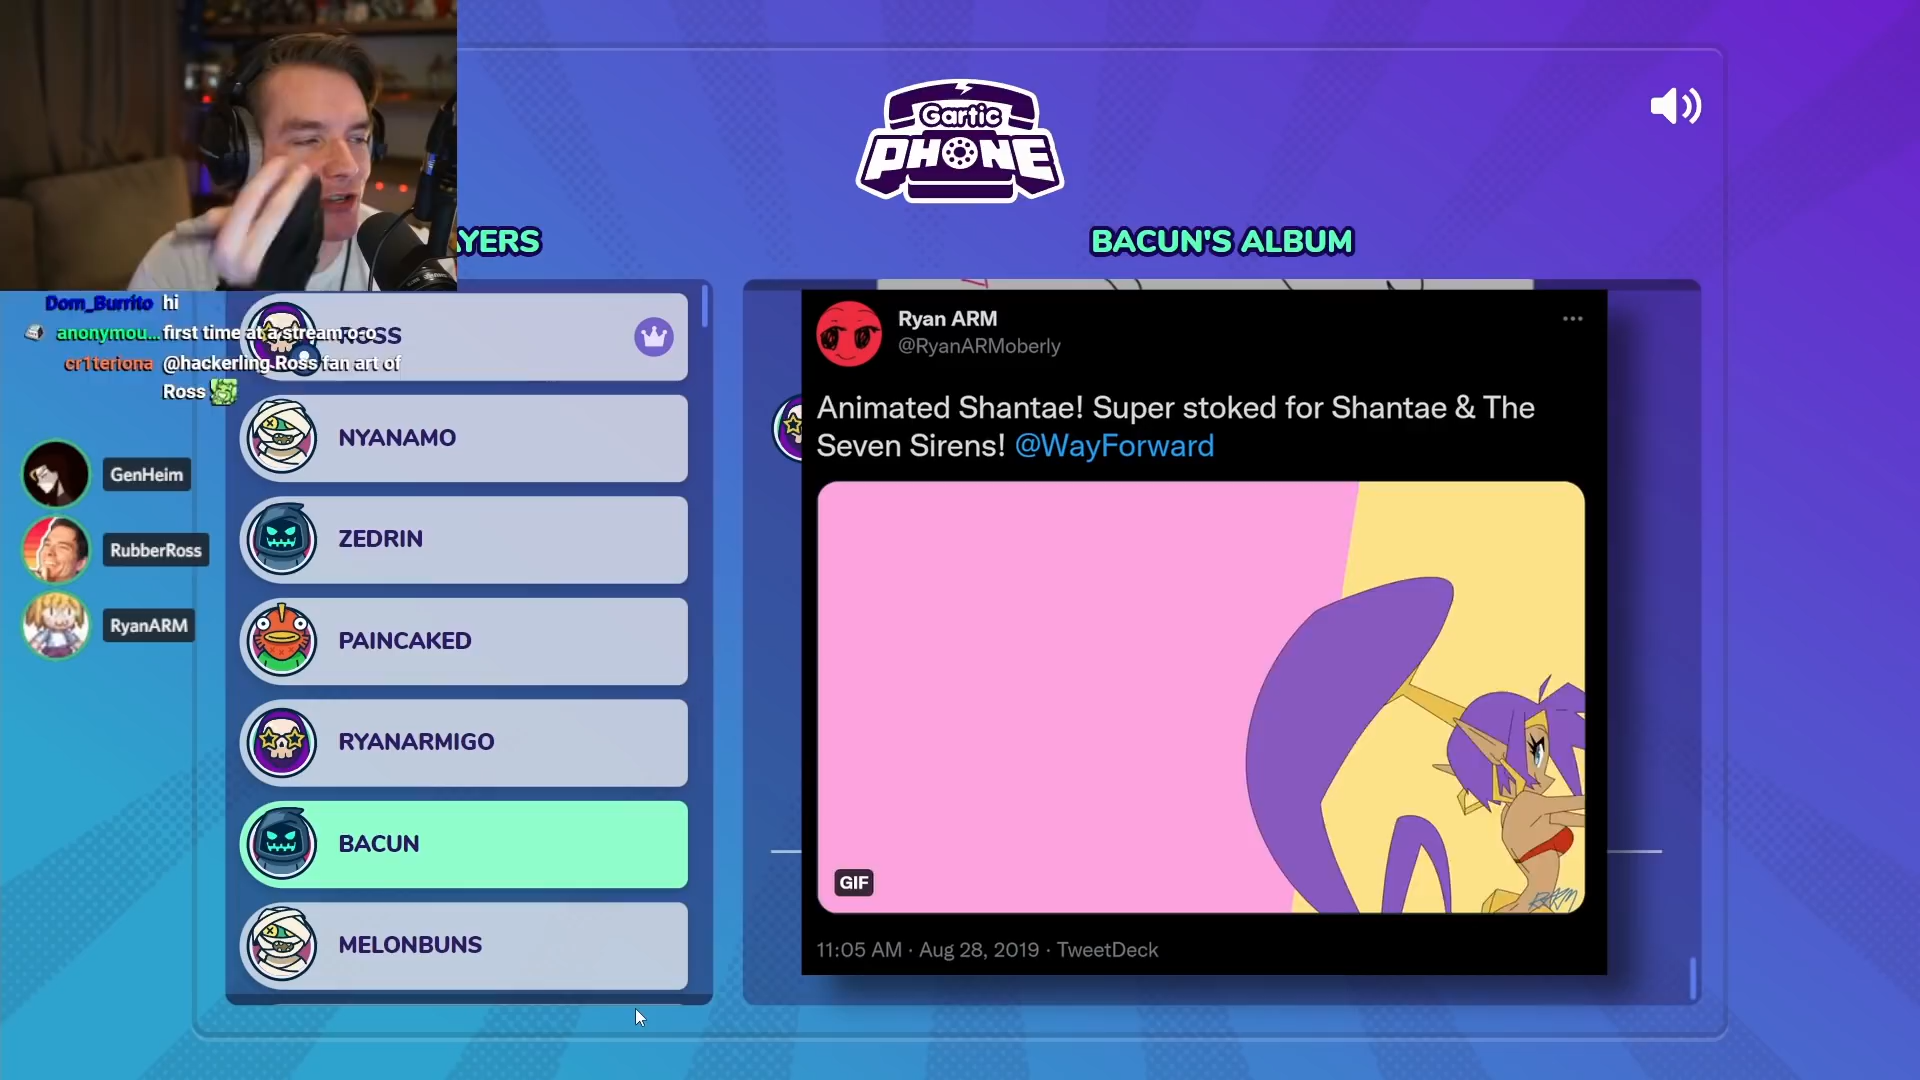 Gartic
PHONE
YERS
BACUN'S ALBUM
Dom_Burrito hi
anonymou... first time at a stream o-o
cr1teriona @hackerling Ross fan art of
Ross
ROSS
NYANAMO
ZEDRIN
PAINCAKED
RYANARMIGO
BACUN
MELONBUNS
GenHeim
RubberRoss
RyanARM
Ryan ARM
@RyanARMoberly
Animated Shantae! Super stoked for Shantae & The
Seven Sirens! @WayForward
GIF
11:05 AM · Aug 28, 2019 · TweetDeck